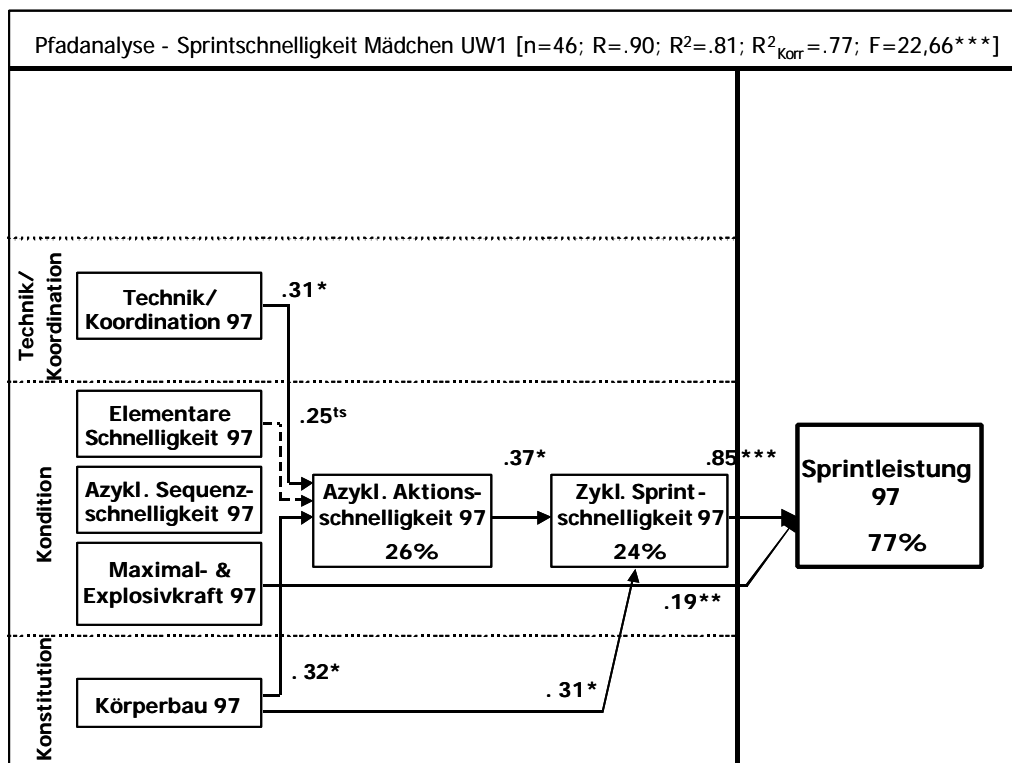 Pfadanalyse - Sprintschnelligkeit Mädchen UW1 [n=46; R=.90; R²=.81; R²Korr=.77; F=22,66***]
Technik/
Koordination
Technik/
Koordination 97
.31*
Kondition
Elementare
Schnelligkeit 97
.25ts
Azykl. Sequenz-
schnelligkeit 97
Maximal- &
Explosivkraft 97
Azykl. Aktions-
schnelligkeit 97
26%
.37*
Zykl. Sprint-
schnelligkeit 97
24%
.85***
.19**
Sprintleistung
97
77%
Konstitution
Körperbau 97
. 32*
. 31*